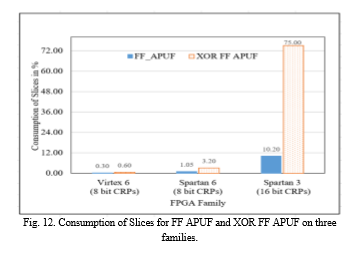 72.00
FF_APUF
XOR FF APUF
75.00
60.00
48.00
36.00
24.00
12.00
0.00
Consumption of Slices in %
0.30
0.60
1.05
3.20
10.20
Virtex 6
(8 bit CRPs)
Spartan 6
(8 bit CRPs)
Spartan 3
(16 bit CRPs)
FPGA Family
Fig. 12. Consumption of Slices for FF APUF and XOR FF APUF on three
families.